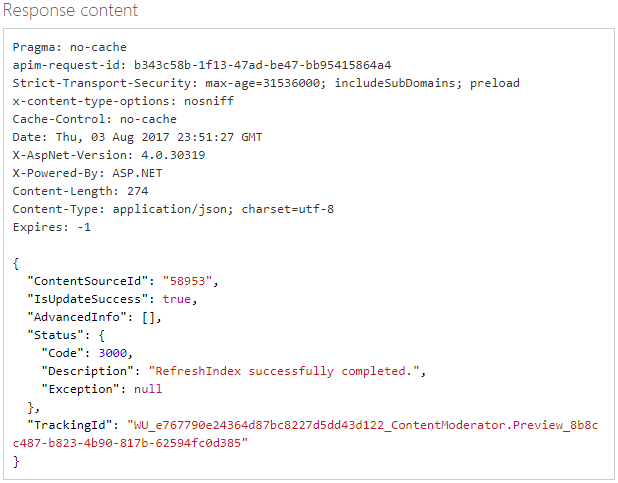 Response content
Pragma: no-cache
apim-request-id: b343c58b-1f13-47ad-be47-bb95415864a4
Strict-Transport-Security: max-age=31536000; includeSubDomains; preload
x-content-type-options: nosniff
Cache-Control: no-cache
Date: Thu, 03 Aug 2017 23:51:27 GMT
X-AspNet-Version: 4.0.30319
X-Powered-By: ASP.NET
Content-Length: 274
Content-Type: application/json; charset=utf-8
Expires: -1
{
  "ContentSourceId": "58953",
  "IsUpdateSuccess": true,
  "AdvancedInfo": [],
  "Status": {
    "Code": 3000,
    "Description": "RefreshIndex successfully completed.",
    "Exception": null
  },
  "TrackingId": "WU_e767790e24364d87bc8227d5dd43d122_ContentModerator.Preview_8b8c
c487-b823-4b90-817b-62594fc0d385"
}